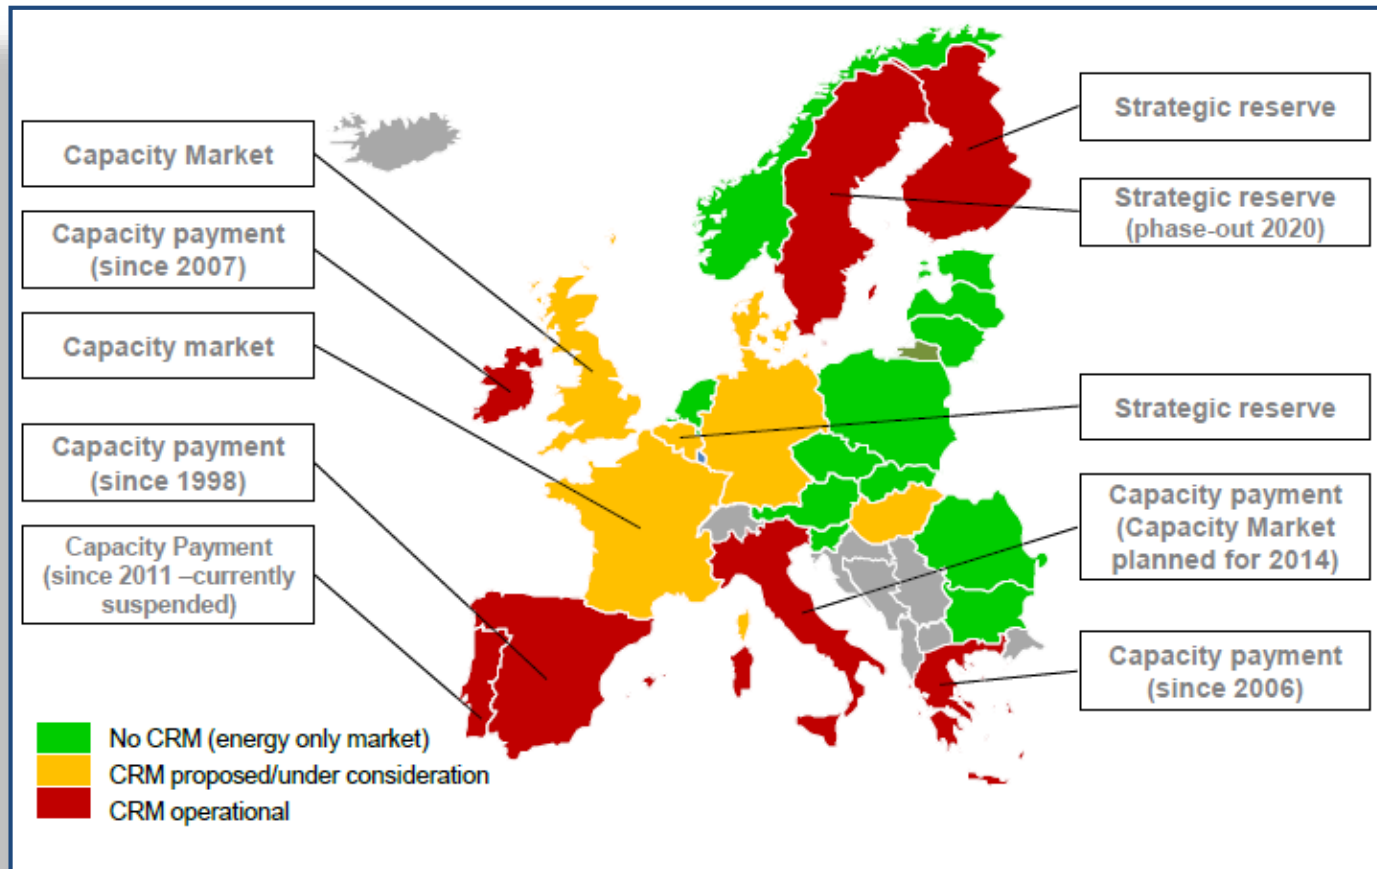 Capacity Market
Capacity payment
(since 2007)
Capacity market
Capacity payment
(since 1998)
Capacity Payment
(since 2011 –currently
suspended)
Strategic reserve
Strategic reserve
(phase-out 2020)
Strategic reserve
Capacity payment
(Capacity Market
planned for 2014)
Capacity payment
(since 2006)
No CRM (energy only market)
CRM proposed/under consideration
CRM operational